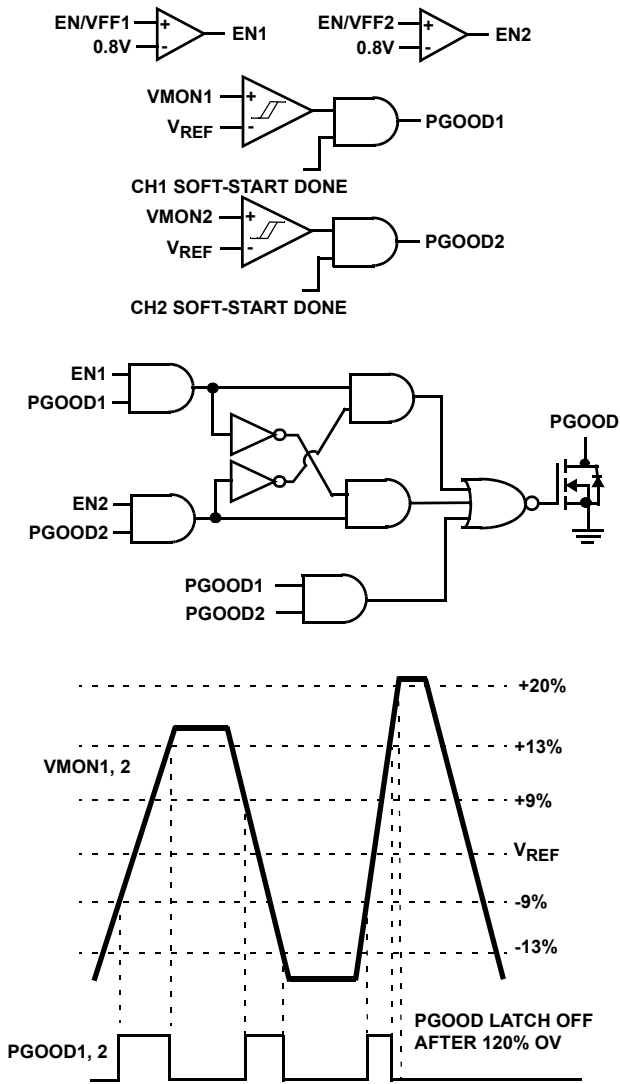 EN/VFF1
+
EN1
0.8V
-
EN/VFF2
+
EN2
0.8V
-
VMON1
+
VREF
-
PGOOD1
CH1 SOFT-START DONE
VMON2
+
VREF
-
PGOOD2
CH2 SOFT-START DONE
EN1
PGOOD1
PGOOD
EN2
PGOOD2
PGOOD1
PGOOD2
+20%
+13%
VMON1, 2
+9%
VREF
-9%
-13%
PGOOD LATCH OFF
AFTER 120% OV
PGOOD1, 2